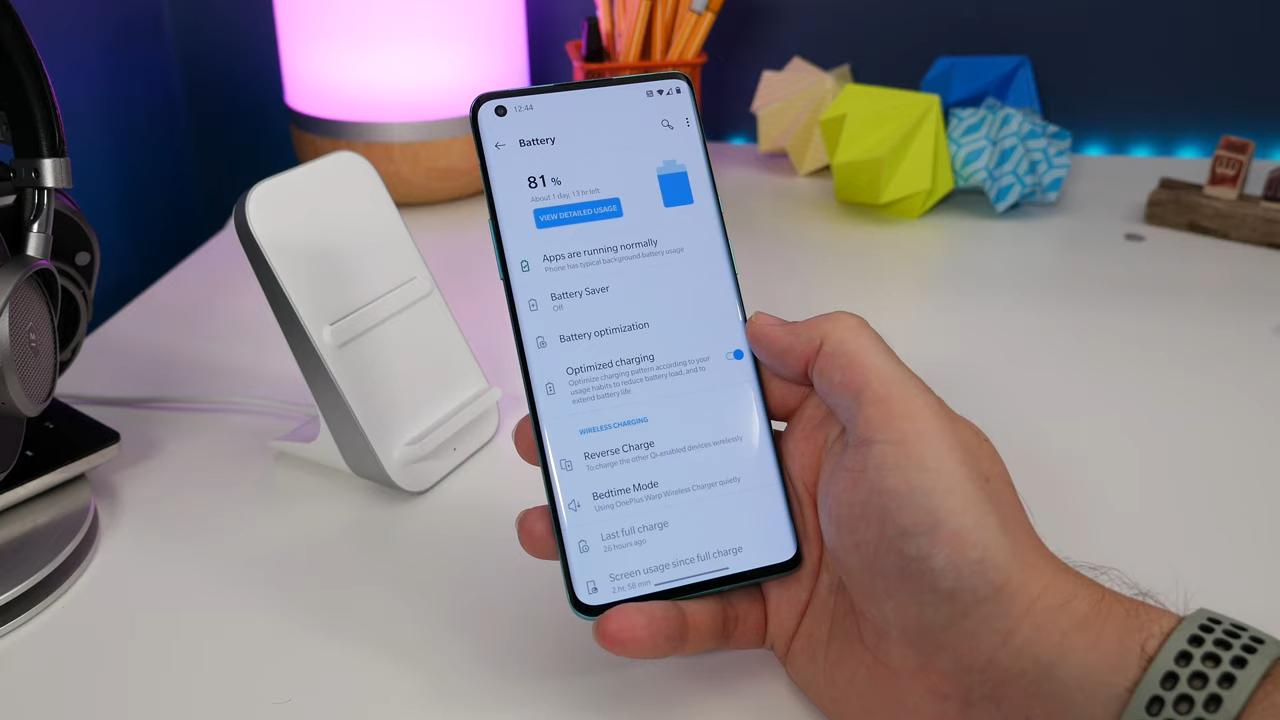 12:44
Battery
81 %
About 1 day, 13 hr left
VIEW DETAILED USAGE
Apps are running normally
Phone has typical background battery usage
Battery Saver
Off
Battery optimization
Optimized charging
Optimize charging pattern according to your
usage habits to reduce battery load, and to
extend battery life.
WIRELESS CHARGING
Reverse Charge
To charge the other Qi-enabled devices wirelessly
Bedtime Mode
Using OnePlus Warp Wireless Charger quietly
Last full charge
26 hours ago
Screen usage since full charge
2 hr, 58 min